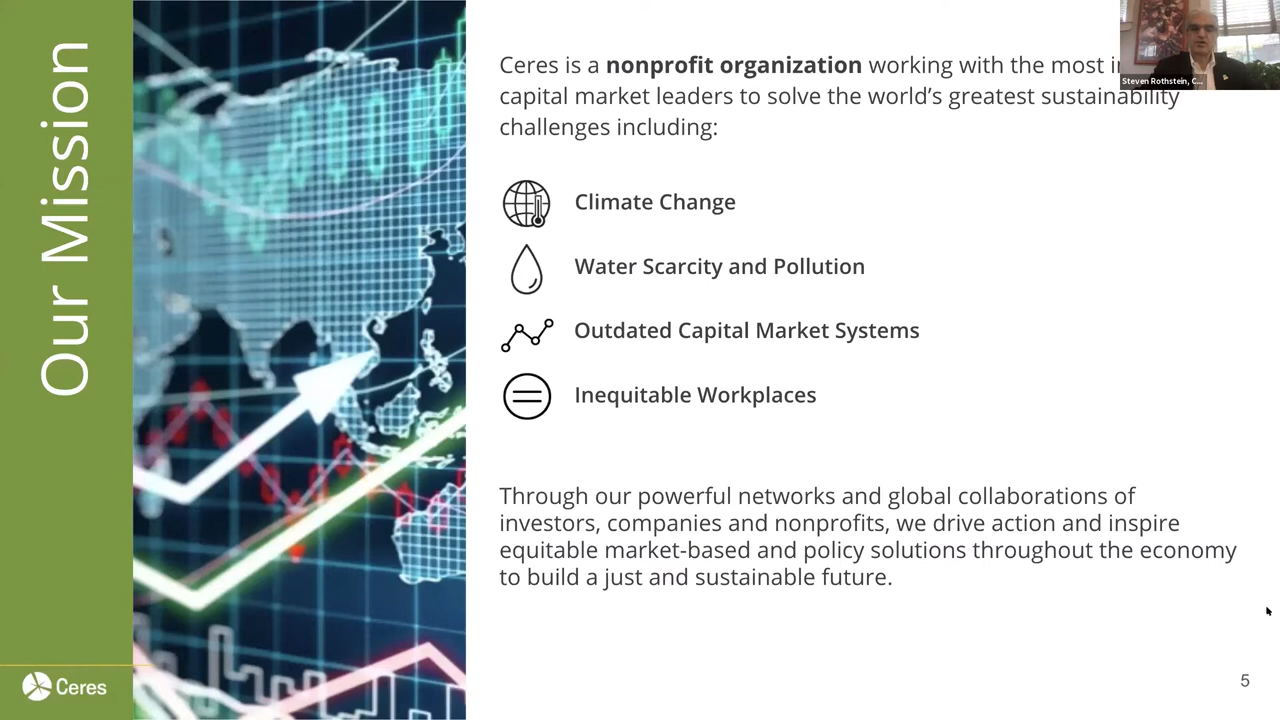 Our Mission
Ceres is a nonprofit organization working with the most
capital market leaders to solve the world’s greatest sustainability
challenges including:
Climate Change
Water Scarcity and Pollution
Outdated Capital Market Systems
Inequitable Workplaces
Through our powerful networks and global collaborations of
investors, companies and nonprofits, we drive action and inspire
equitable market-based and policy solutions throughout the economy
to build a just and sustainable future.
Steven Rothstein, C...
Ceres
5